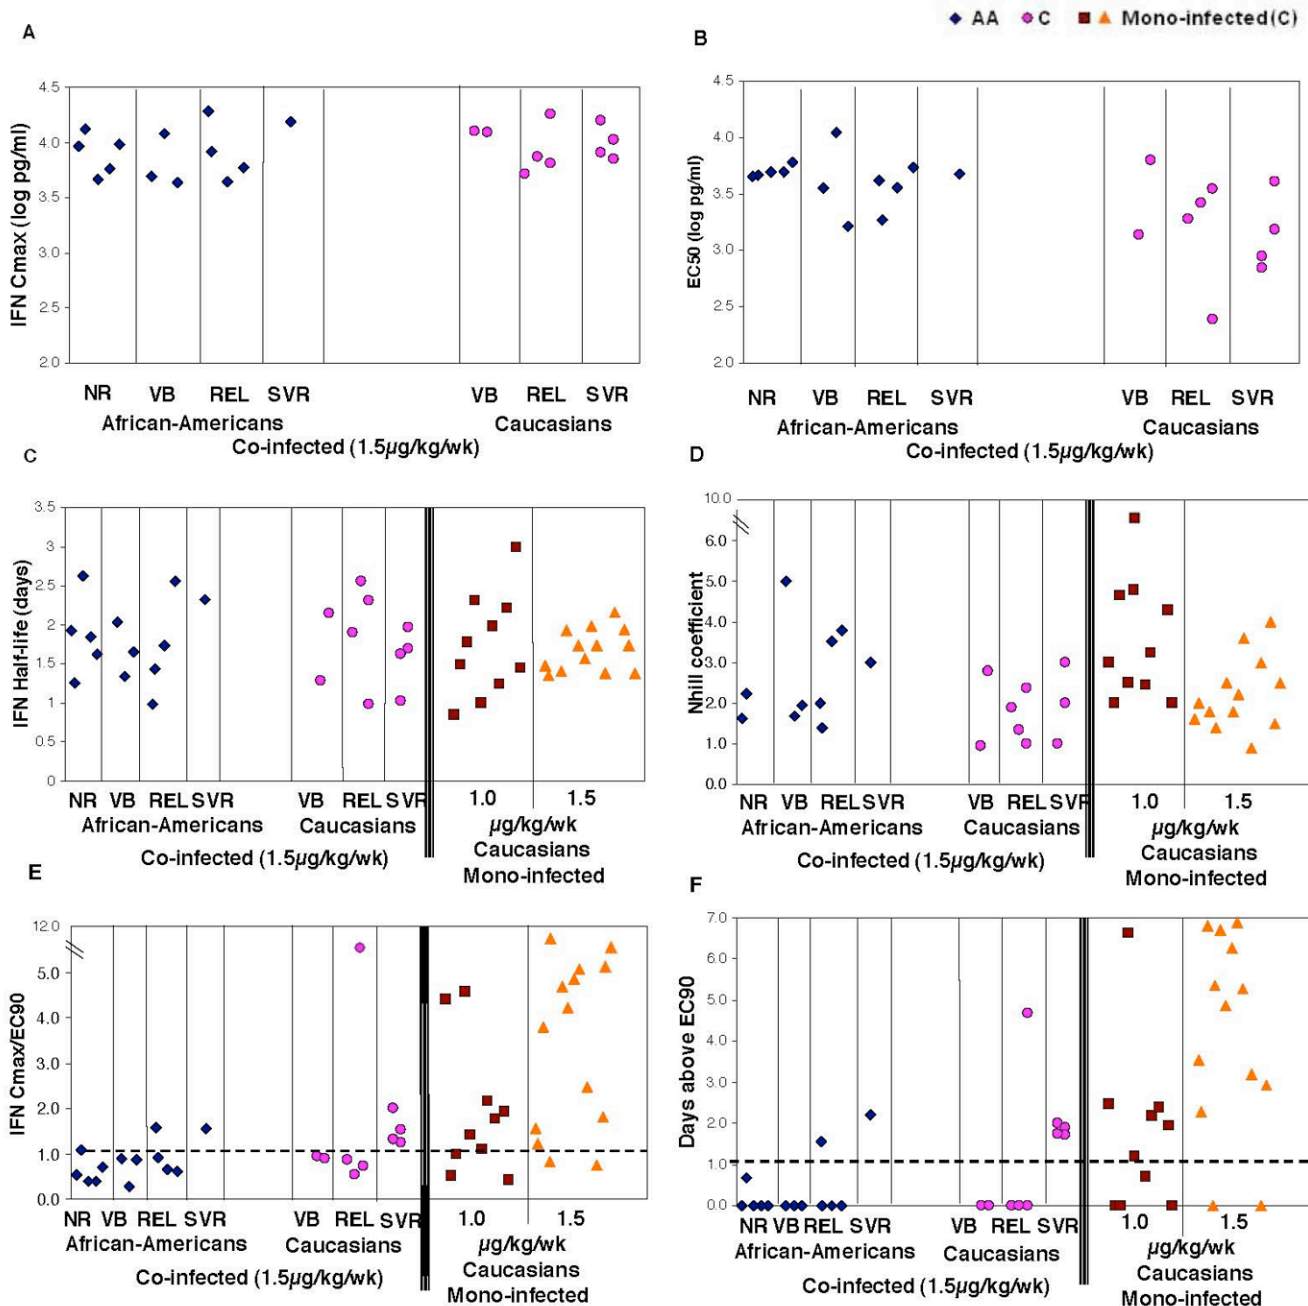 AA C Mono-infected (C)
A
IFN Cmax (log pg/ml)
4.5
4.0
3.5
3.0
2.5
2.0
NR VB REL SVR VB REL SVR
African-Americans Caucasians
Co-infected (1.5µg/kg/wk)
B
EC50 (log pg/ml)
4.5
4.0
3.5
3.0
2.5
2.0
NR VB REL SVR VB REL SVR
African-Americans Caucasians
Co-infected (1.5µg/kg/wk)
C
IFN Half-life (days)
3.5
3
2.5
2
1.5
1
0.5
0
NR VB REL SVR VB REL SVR 1.0 1.5
African-Americans Caucasians µg/kg/wk
Co-infected (1.5µg/kg/wk) Caucasians
Mono-infected
D
Nhill coefficient
10.0
6.0
5.0
4.0
3.0
2.0
1.0
0.0
NR VB REL SVR VB REL SVR 1.0 1.5
African-Americans Caucasians µg/kg/wk
Co-infected (1.5µg/kg/wk) Caucasians
Mono-infected
E
IFN Cmax/EC90
12.0
5.0
4.0
3.0
2.0
1.0
0.0
NR VB REL SVR VB REL SVR 1.0 1.5
African-Americans Caucasians µg/kg/wk
Co-infected (1.5µg/kg/wk) Caucasians
Mono-infected
F
Days above EC90
7.0
6.0
5.0
4.0
3.0
2.0
1.0
0.0
NR VB REL SVR VB REL SVR 1.0 1.5
African-Americans Caucasians µg/kg/wk
Co-infected (1.5µg/kg/wk) Caucasians
Mono-infected